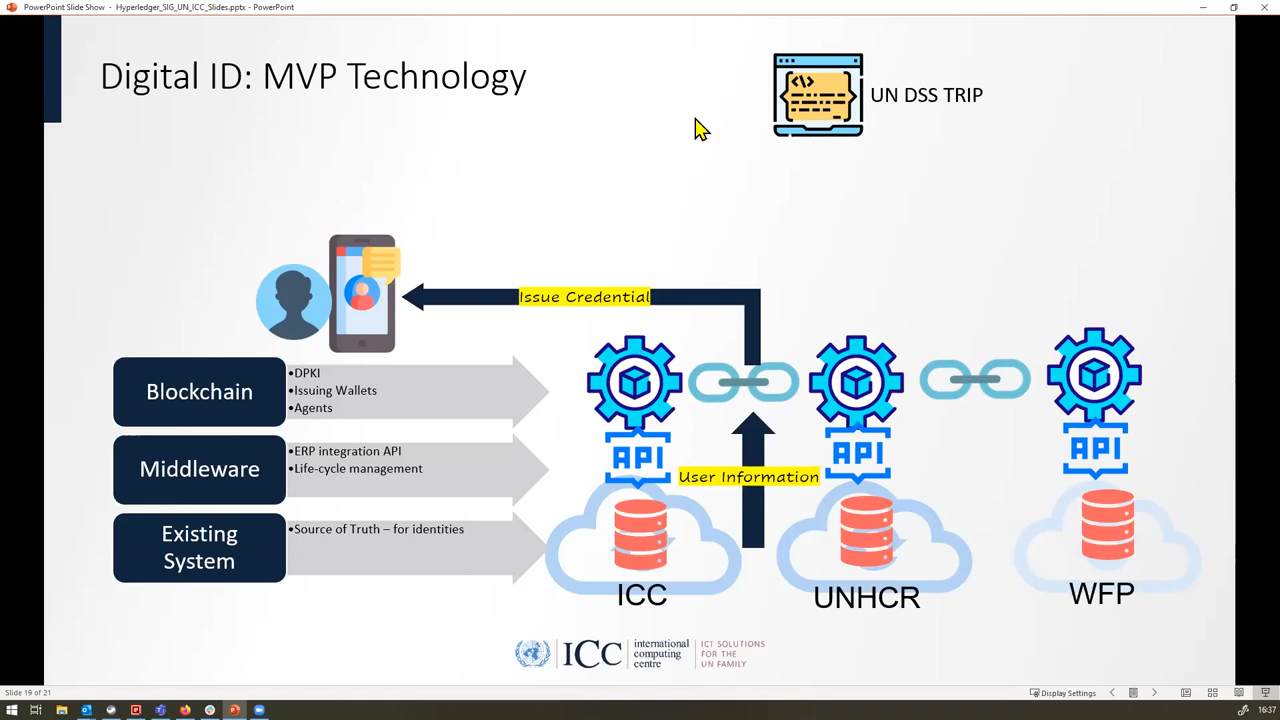 PowerPoint Slide Show - Hyperledger_SIG_UN_ICC_Slides.pptx - PowerPoint
Digital ID: MVP Technology
UN DSS TRIP
Issue Credential
Blockchain
•DPKI
•Issuing Wallets
•Agents
Middleware
•ERP integration API
•Life-cycle management
Existing
System
•Source of Truth – for identities
API
API
API
User Information
ICC
UNHCR
WFP
ICC
international
computing
centre
ICT SOLUTIONS
FOR THE
UN FAMILY
Slide 19 of 21
Display Settings
16:37